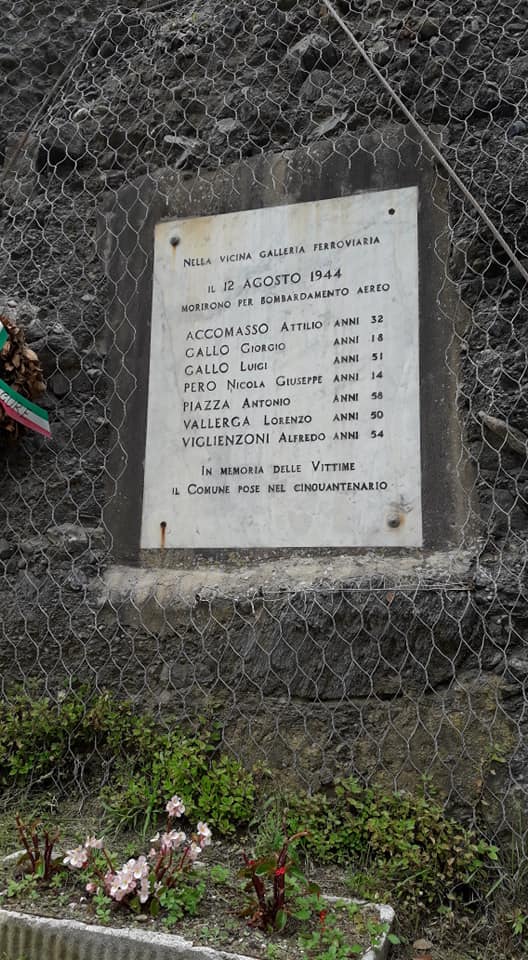 NELLA VICINA GALLERIA FERROVIARIA
IL 12 AGOSTO 1944
MORIRONO PER BOMBARDAMENTO AEREO
ACCOMASSO ATTILIO ANNI 32
GALLO GIORGIO ANNI 18
GALLO LUIGI ANNI 51
PERO NICOLA GIUSEPPE ANNI 14
PIAZZA ANTONIO ANNI 58
VALLERGA LORENZO ANNI 50
VIGLIENZONI ALFREDO ANNI 54
IN MEMORIA DELLE VITTIME
IL COMUNE POSE NEL CINQUANTENARIO